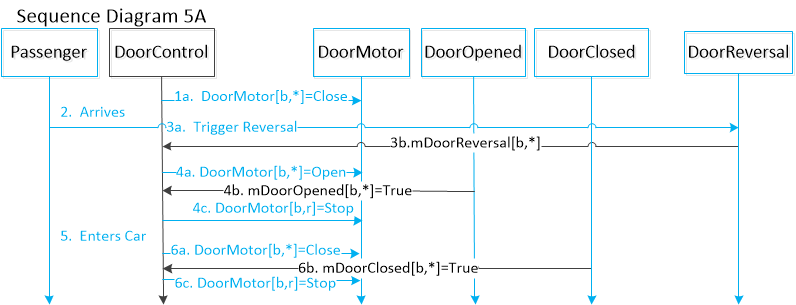 Sequence Diagram 5A
Passenger DoorControl DoorMotor DoorOpened DoorClosed DoorReversal
1a. DoorMotor[b,*]=Close
2. Arrives
3a. Trigger Reversal
3b.mDoorReversal[b,*]
4a. DoorMotor[b,*]=Open
4b. mDoorOpened[b,*]=True
4c. DoorMotor[b,r]=Stop
5. Enters Car
6a. DoorMotor[b,*]=Close
6b. mDoorClosed[b,*]=True
6c. DoorMotor[b,r]=Stop